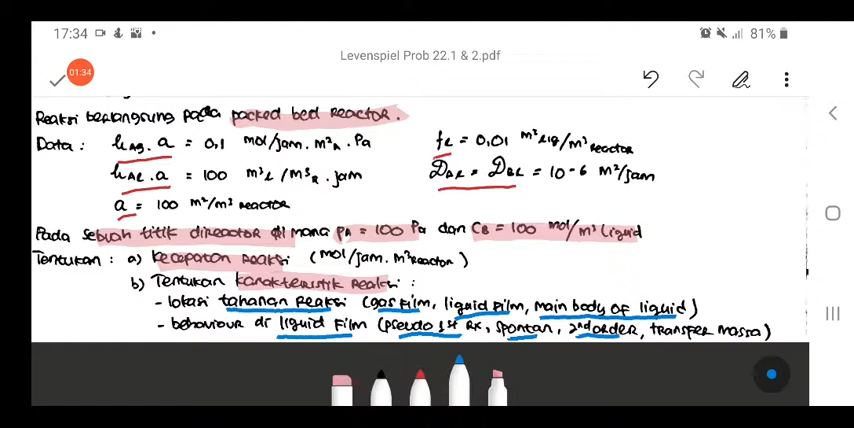 17:34 81%
Levenspiel Prob 22.1 & 2.pdf
01:34
Reaksi berlangsung pada packed bed Reactor.
Data : kAg.a = 0,1 mol/jam.m³R.Pa fL = 0,01 m³liq/m³reactor
kAL.a = 100 m³L/m³R.jam DAL = DBL = 10-6 m²/jam
a = 100 m²/m³ reactor
Pada sebuah titik direactor di mana PA = 100 Pa dan CB = 100 mol/m³ liquid
Tentukan : a) kecepatan reaksi (mol/jam.m³reactor)
b) Tentukan karakteristik reaksi :
- lokasi tahanan reaksi (gas film, liquid film, main body of liquid)
- behaviour dr liquid film (pseudo 1st rx, spontan, 2nd order, transfer massa)